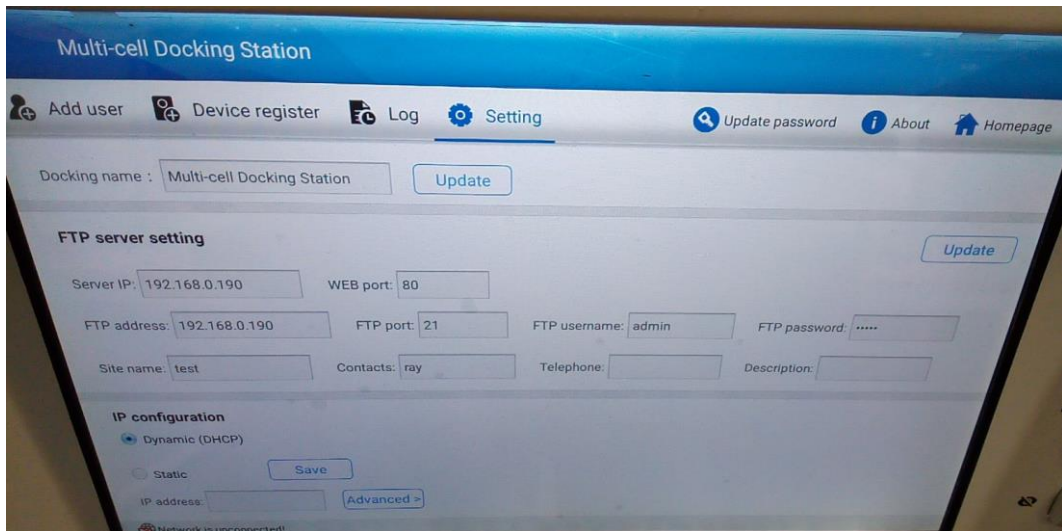 Multi-cell Docking Station
Add user Device register Log Setting Update password About Homepage
Docking name : Multi-cell Docking Station Update
FTP server setting
Update
Server IP: 192.168.0.190 WEB port: 80
FTP address: 192.168.0.190 FTP port: 21 FTP username: admin FTP password: •••••
Site name: test Contacts: ray Telephone: Description:
IP configuration
Dynamic (DHCP)
Static Save
IP address: Advanced >
Network is unconnected!